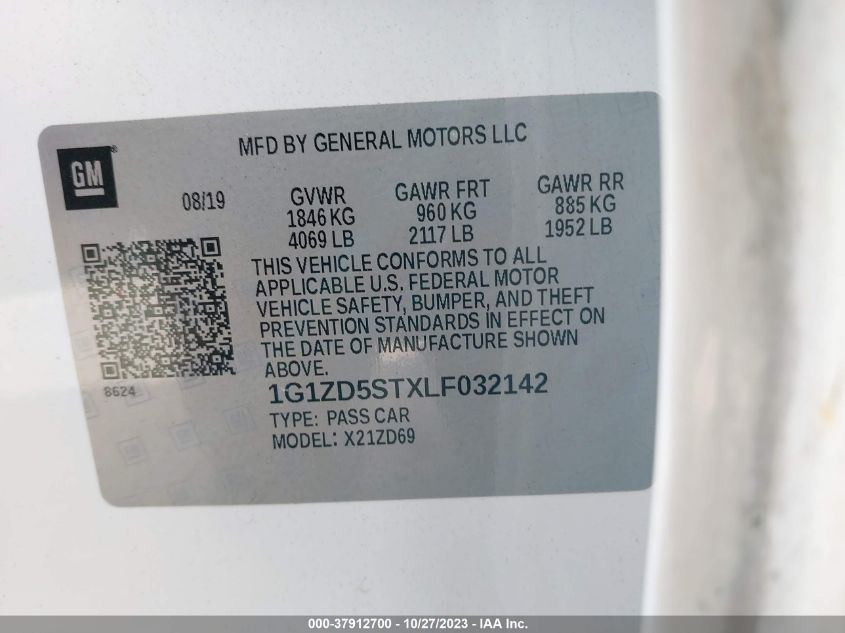 MFD BY GENERAL MOTORS LLC
GM
08/19
GVWR
1846 KG
4069 LB
GAWR FRT
960 KG
2117 LB
GAWR RR
885 KG
1952 LB
THIS VEHICLE CONFORMS TO ALL
APPLICABLE U.S. FEDERAL MOTOR
VEHICLE SAFETY, BUMPER, AND THEFT
PREVENTION STANDARDS IN EFFECT ON
THE DATE OF MANUFACTURE SHOWN
ABOVE.
8624
1G1ZD5STXLF032142
TYPE: PASS CAR
MODEL: X21ZD69
000-37912700 - 10/27/2023 - IAA Inc.